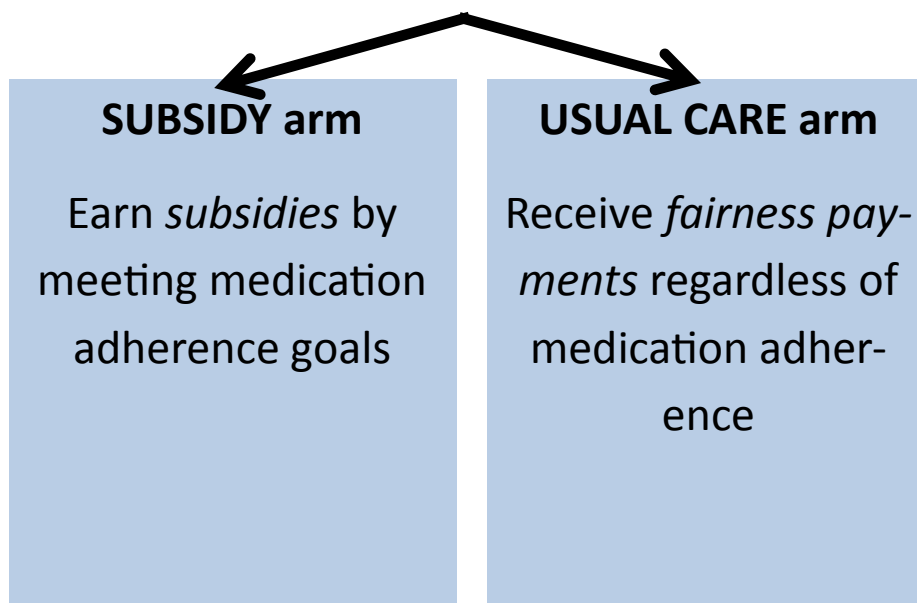 SUBSIDY arm
Earn subsidies by
meeting medication
adherence goals
USUAL CARE arm
Receive fairness pay-
ments regardless of
medication adher-
ence